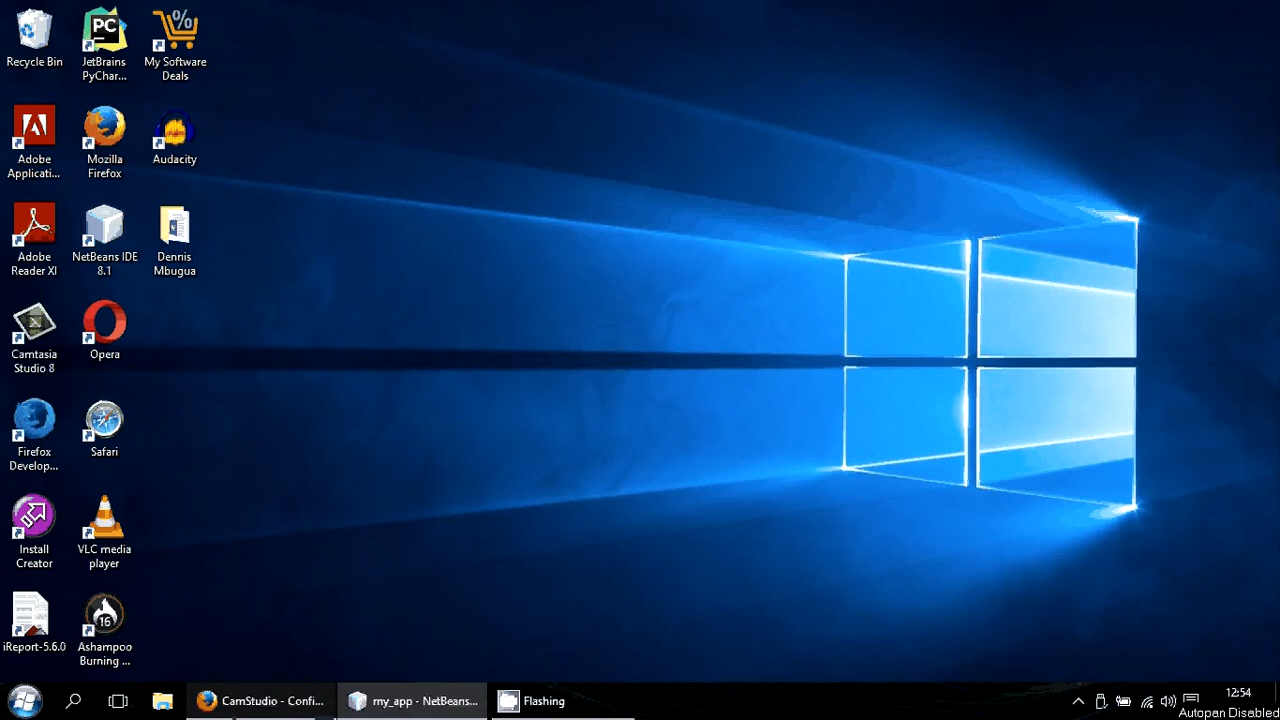 Recycle Bin
PC
JetBrains
PyChar...
%
My Software
Deals
Adobe
Applicati...
Mozilla
Firefox
Audacity
Adobe
Reader XI
NetBeans IDE
8.1
Dennis
Mbugua
Camtasia
Studio 8
Opera
Firefox
Develop...
Safari
Install
Creator
VLC media
player
iReport-5.6.0
16
Ashampoo
Burning ...
CamStudio - Confi...
my_app - NetBeans...
Flashing
12:54
Autopan Disabled